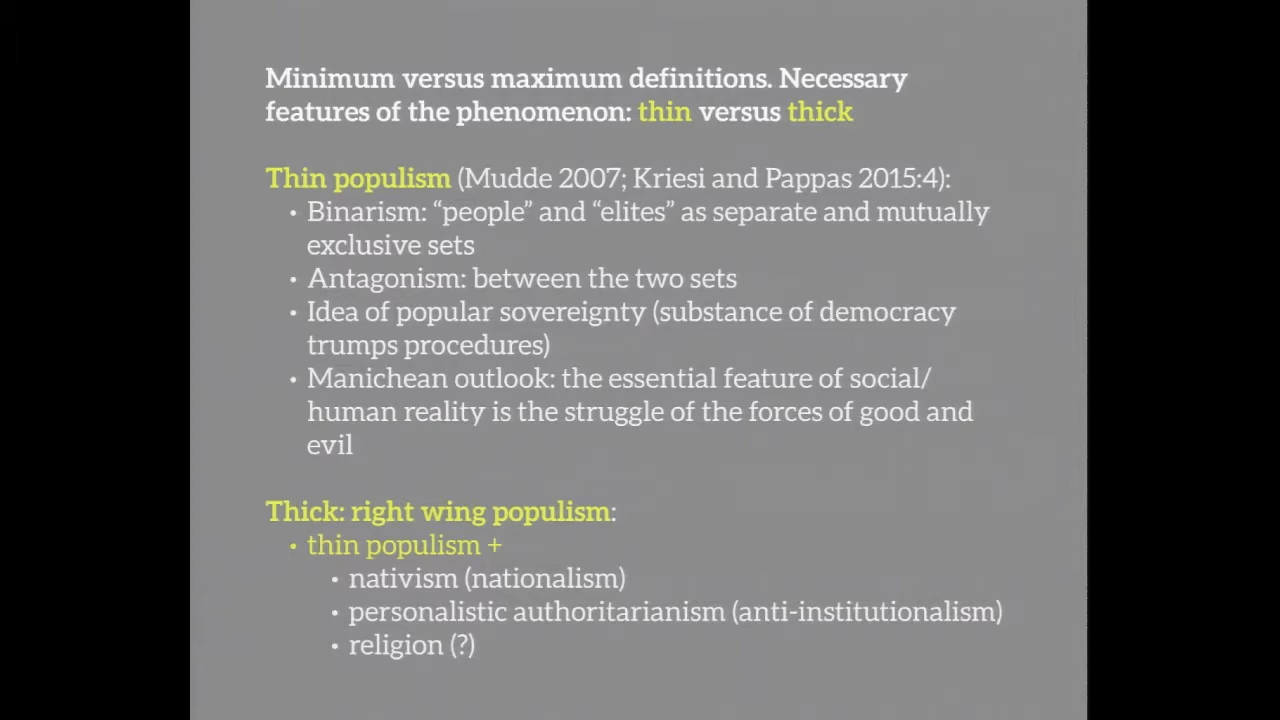 Minimum versus maximum definitions. Necessary
features of the phenomenon: thin versus thick
Thin populism (Mudde 2007; Kriesi and Pappas 2015:4):
• Binarism: “people” and “elites” as separate and mutually
exclusive sets
• Antagonism: between the two sets
• Idea of popular sovereignty (substance of democracy
trumps procedures)
• Manichean outlook: the essential feature of social/
human reality is the struggle of the forces of good and
evil
Thick: right wing populism:
• thin populism +
• nativism (nationalism)
• personalistic authoritarianism (anti-institutionalism)
• religion (?)